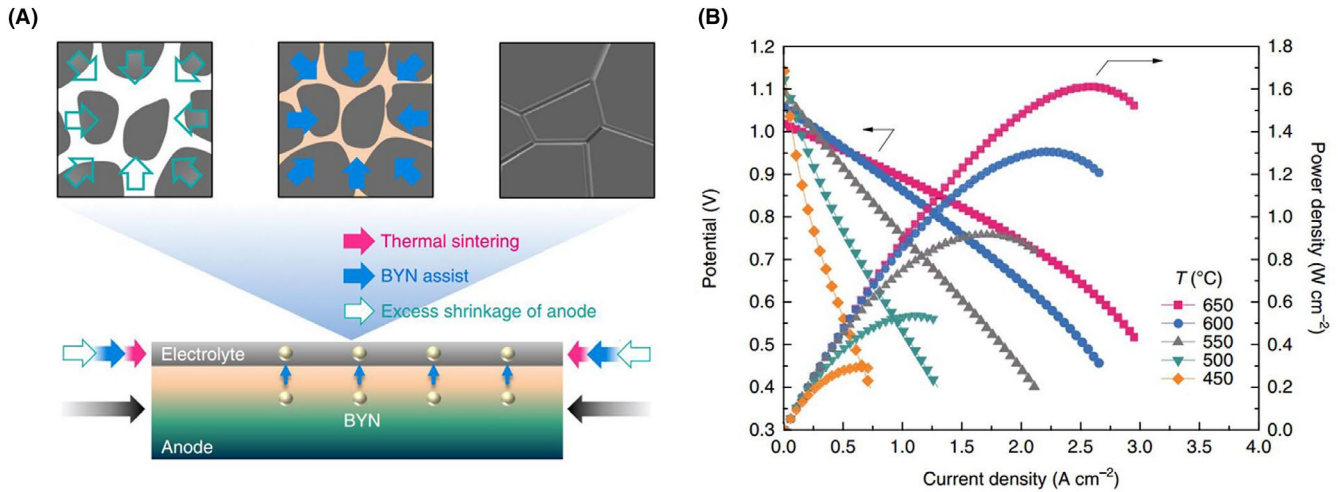 (A)
Thermal sintering
BYN assist
Excess shrinkage of anode
Electrolyte
BYN
Anode
(B)
1.2
1.1
1.0
0.9
0.8
0.7
0.6
0.5
0.4
0.3
Potential (V)
1.8
1.6
1.4
1.2
1.0
0.8
0.6
0.4
0.2
0.0
Power density (W cm⁻²)
T (°C)
650
600
550
500
450
0.0 0.5 1.0 1.5 2.0 2.5 3.0 3.5 4.0
Current density (A cm⁻²)